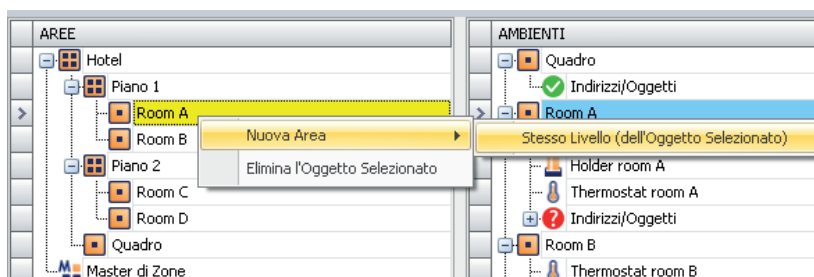 AREE
Hotel
Piano 1
Room A
Room B
Piano 2
Room C
Room D
Quadro
Master di Zone
Nuova Area
Elimina l'Oggetto Selezionato
Stesso Livello (dell'Oggetto Selezionato)
AMBIENTI
Quadro
Indirizzi/Oggetti
Room A
Holder room A
Thermostat room A
Indirizzi/Oggetti
Room B
Thermostat room B